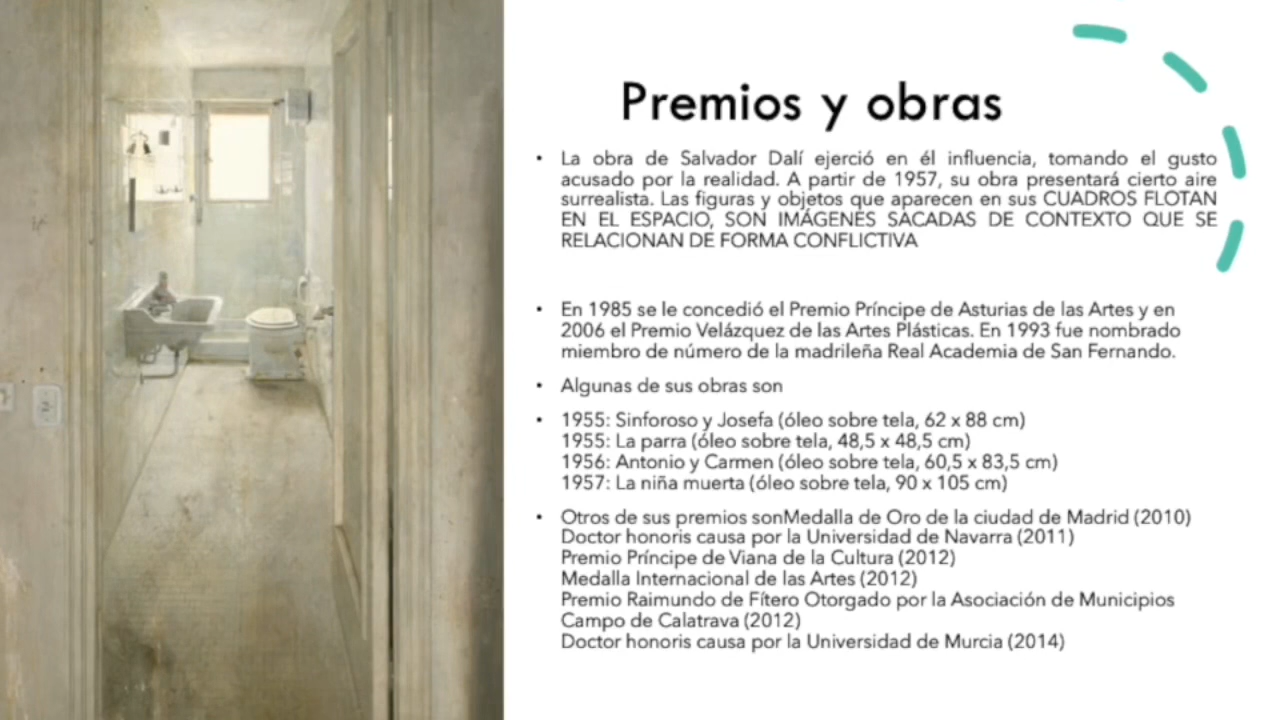 Premios y obras
• La obra de Salvador Dalí ejerció en él influencia, tomando el gusto
acusado por la realidad. A partir de 1957, su obra presentará cierto aire
surrealista. Las figuras y objetos que aparecen en sus CUADROS FLOTAN
EN EL ESPACIO, SON IMÁGENES SACADAS DE CONTEXTO QUE SE
RELACIONAN DE FORMA CONFLICTIVA
• En 1985 se le concedió el Premio Príncipe de Asturias de las Artes y en
2006 el Premio Velázquez de las Artes Plásticas. En 1993 fue nombrado
miembro de número de la madrileña Real Academia de San Fernando.
• Algunas de sus obras son
• 1955: Sinforoso y Josefa (óleo sobre tela, 62 x 88 cm)
1955: La parra (óleo sobre tela, 48,5 x 48,5 cm)
1956: Antonio y Carmen (óleo sobre tela, 60,5 x 83,5 cm)
1957: La niña muerta (óleo sobre tela, 90 x 105 cm)
• Otros de sus premios sonMedalla de Oro de la ciudad de Madrid (2010)
Doctor honoris causa por la Universidad de Navarra (2011)
Premio Príncipe de Viana de la Cultura (2012)
Medalla Internacional de las Artes (2012)
Premio Raimundo de Fítero Otorgado por la Asociación de Municipios
Campo de Calatrava (2012)
Doctor honoris causa por la Universidad de Murcia (2014)